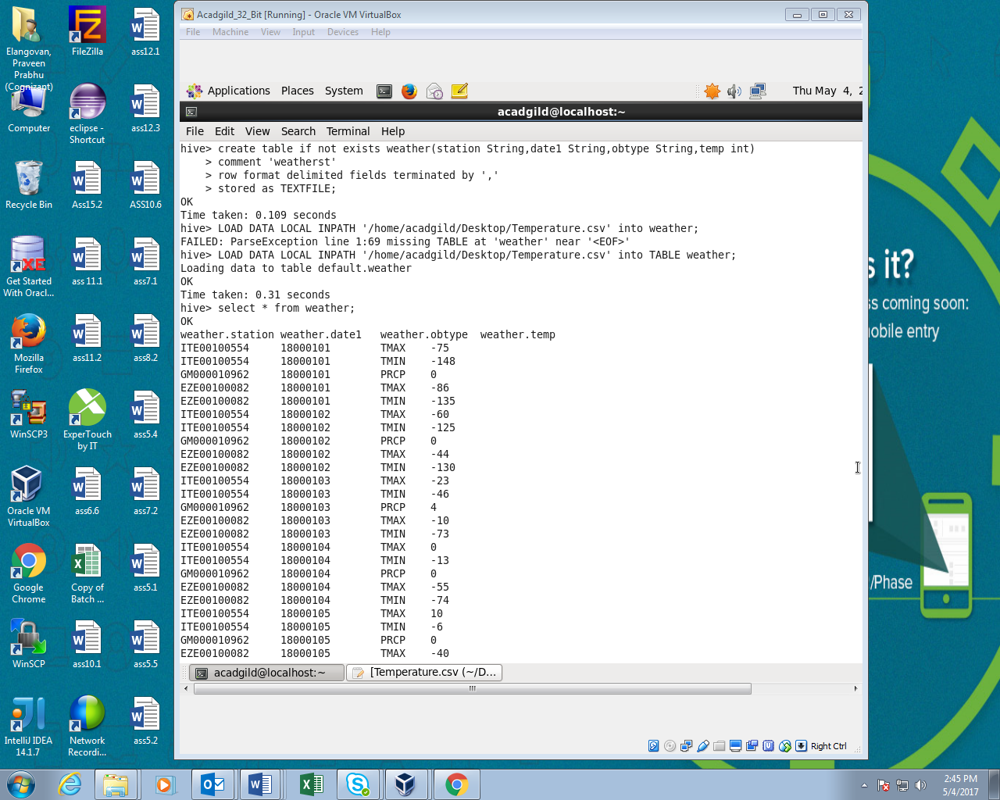 Acadgild_32_Bit [Running] - Oracle VM VirtualBox
File Machine View Input Devices Help
Applications Places System
Thu May 4, 2
acadgild@localhost:~
File Edit View Search Terminal Help
hive> create table if not exists weather(station String,date1 String,obtype String,temp int)
    > comment 'weatherst'
    > row format delimited fields terminated by ','
    > stored as TEXTFILE;
OK
Time taken: 0.109 seconds
hive> LOAD DATA LOCAL INPATH '/home/acadgild/Desktop/Temperature.csv' into weather;
FAILED: ParseException line 1:69 missing TABLE at 'weather' near '<EOF>'
hive> LOAD DATA LOCAL INPATH '/home/acadgild/Desktop/Temperature.csv' into TABLE weather;
Loading data to table default.weather
OK
Time taken: 0.31 seconds
hive> select * from weather;
OK
weather.station weather.date1 weather.obtype weather.temp
ITE00100554 18000101 TMAX -75
ITE00100554 18000101 TMIN -148
GM000010962 18000101 PRCP 0
EZE00100082 18000101 TMAX -86
EZE00100082 18000101 TMIN -135
ITE00100554 18000102 TMAX -60
ITE00100554 18000102 TMIN -125
GM000010962 18000102 PRCP 0
EZE00100082 18000102 TMAX -44
EZE00100082 18000102 TMIN -130
ITE00100554 18000103 TMAX -23
ITE00100554 18000103 TMIN -46
GM000010962 18000103 PRCP 4
EZE00100082 18000103 TMAX -10
EZE00100082 18000103 TMIN -73
ITE00100554 18000104 TMAX 0
ITE00100554 18000104 TMIN -13
GM000010962 18000104 PRCP 0
EZE00100082 18000104 TMAX -55
EZE00100082 18000104 TMIN -74
ITE00100554 18000105 TMAX 10
ITE00100554 18000105 TMIN -6
GM000010962 18000105 PRCP 0
EZE00100082 18000105 TMAX -40
acadgild@localhost:~
[Temperature.csv (~/D...
Right Ctrl
Elangovan,
Praveen
Prabhu
(Cognizant)
FileZilla
ass12.1
Computer
eclipse -
Shortcut
ass12.3
Recycle Bin
Ass15.2
ASS10.6
XE
Get Started
With Oracl...
ass 11.1
ass7.1
Mozilla
Firefox
ass11.2
ass8.2
WinSCP3
ExperTouch
by IT
ass5.4
Oracle VM
VirtualBox
ass6.6
ass7.2
Google
Chrome
Copy of
Batch ...
ass5.1
WinSCP
ass10.1
ass5.5
IntelliJ IDEA
14.1.7
Network
Recordi...
ass5.2
s it?
ss coming soon:
obile entry
/Phase
2:45 PM
5/4/2017